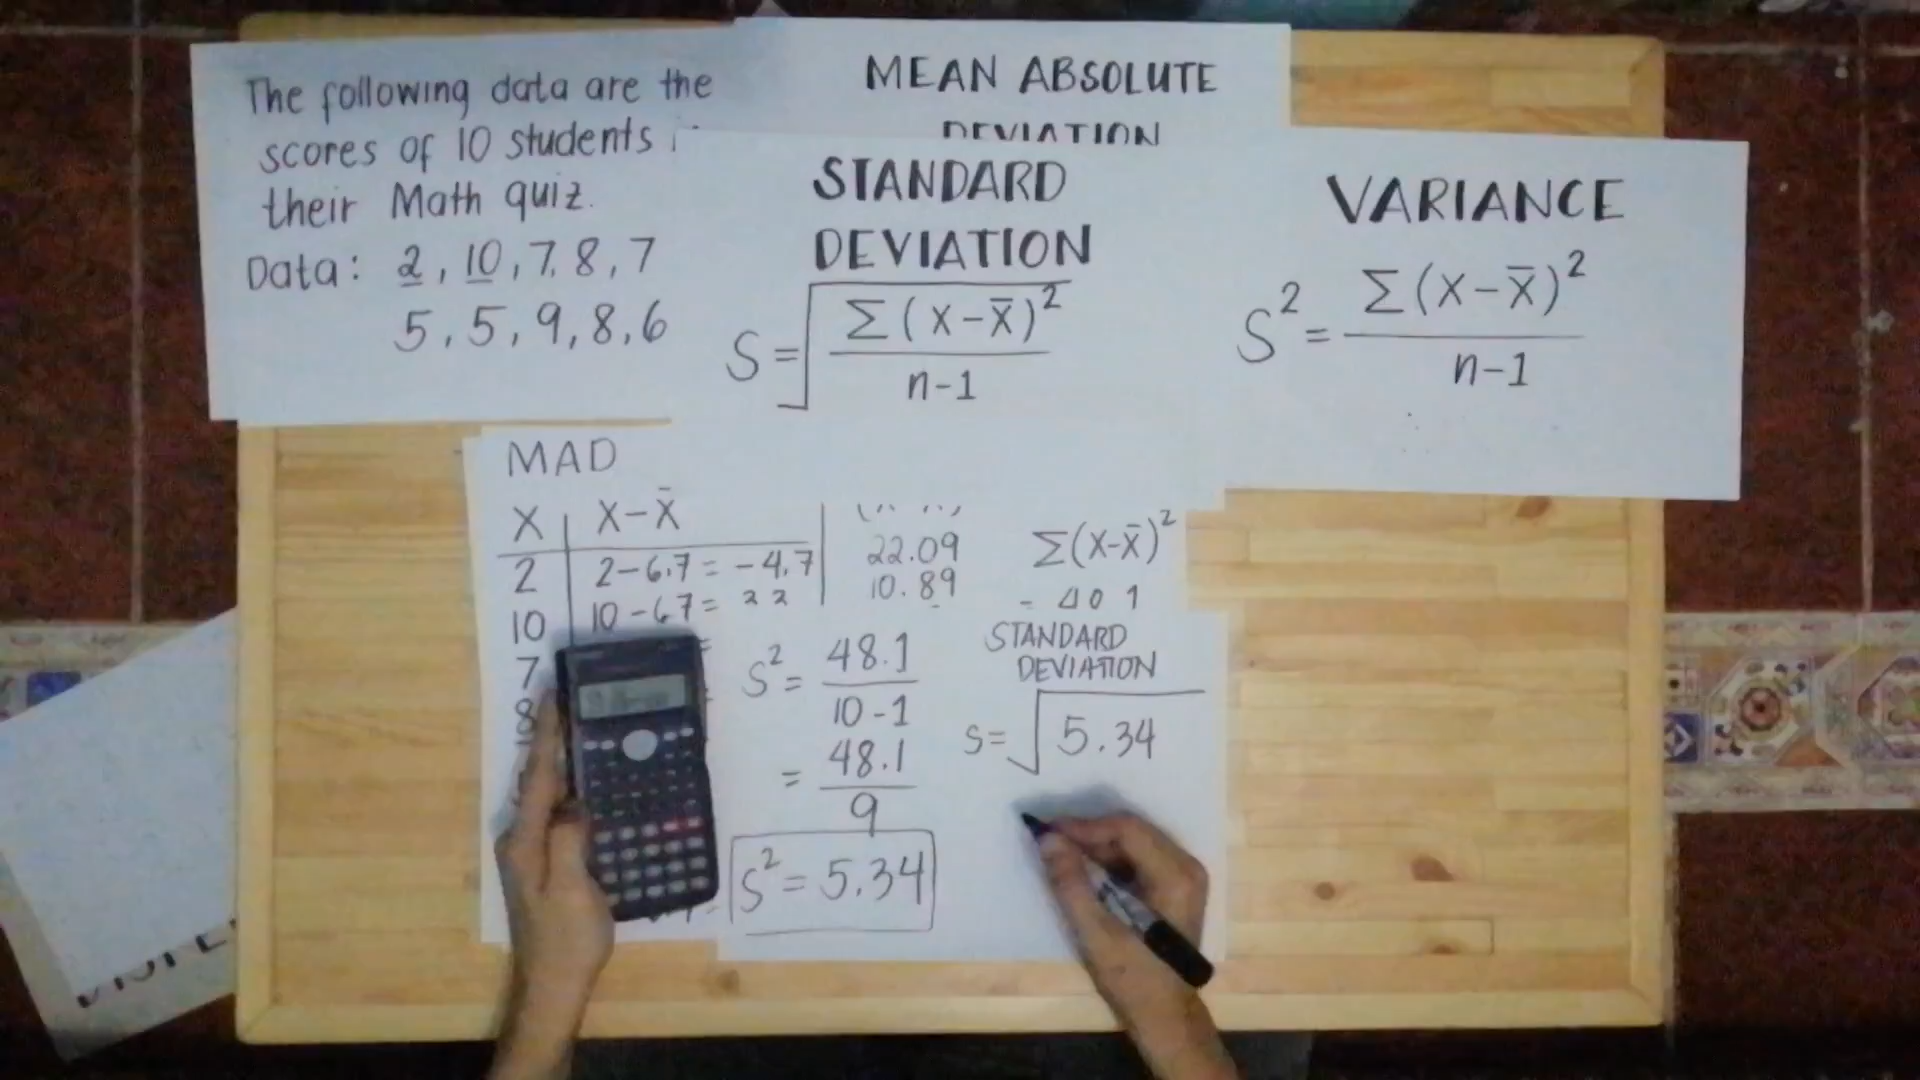 The following data are the
scores of 10 students
their Math quiz.
Data: 2, 10, 7, 8, 7
5, 5, 9, 8, 6
MEAN ABSOLUTE
DEVIATION
STANDARD
DEVIATION
S = √ Σ(X-X̄)²
n-1
VARIANCE
S² = Σ(X-X̄)²
n-1
MAD
X X-X̄
2 2-6.7 = -4.7
10 10-6.7 =
7
8
22.09
10.89
Σ(X-X̄)²
S² = 48.1
10-1
= 48.1
9
S² = 5.34
STANDARD
DEVIATION
S = √5.34